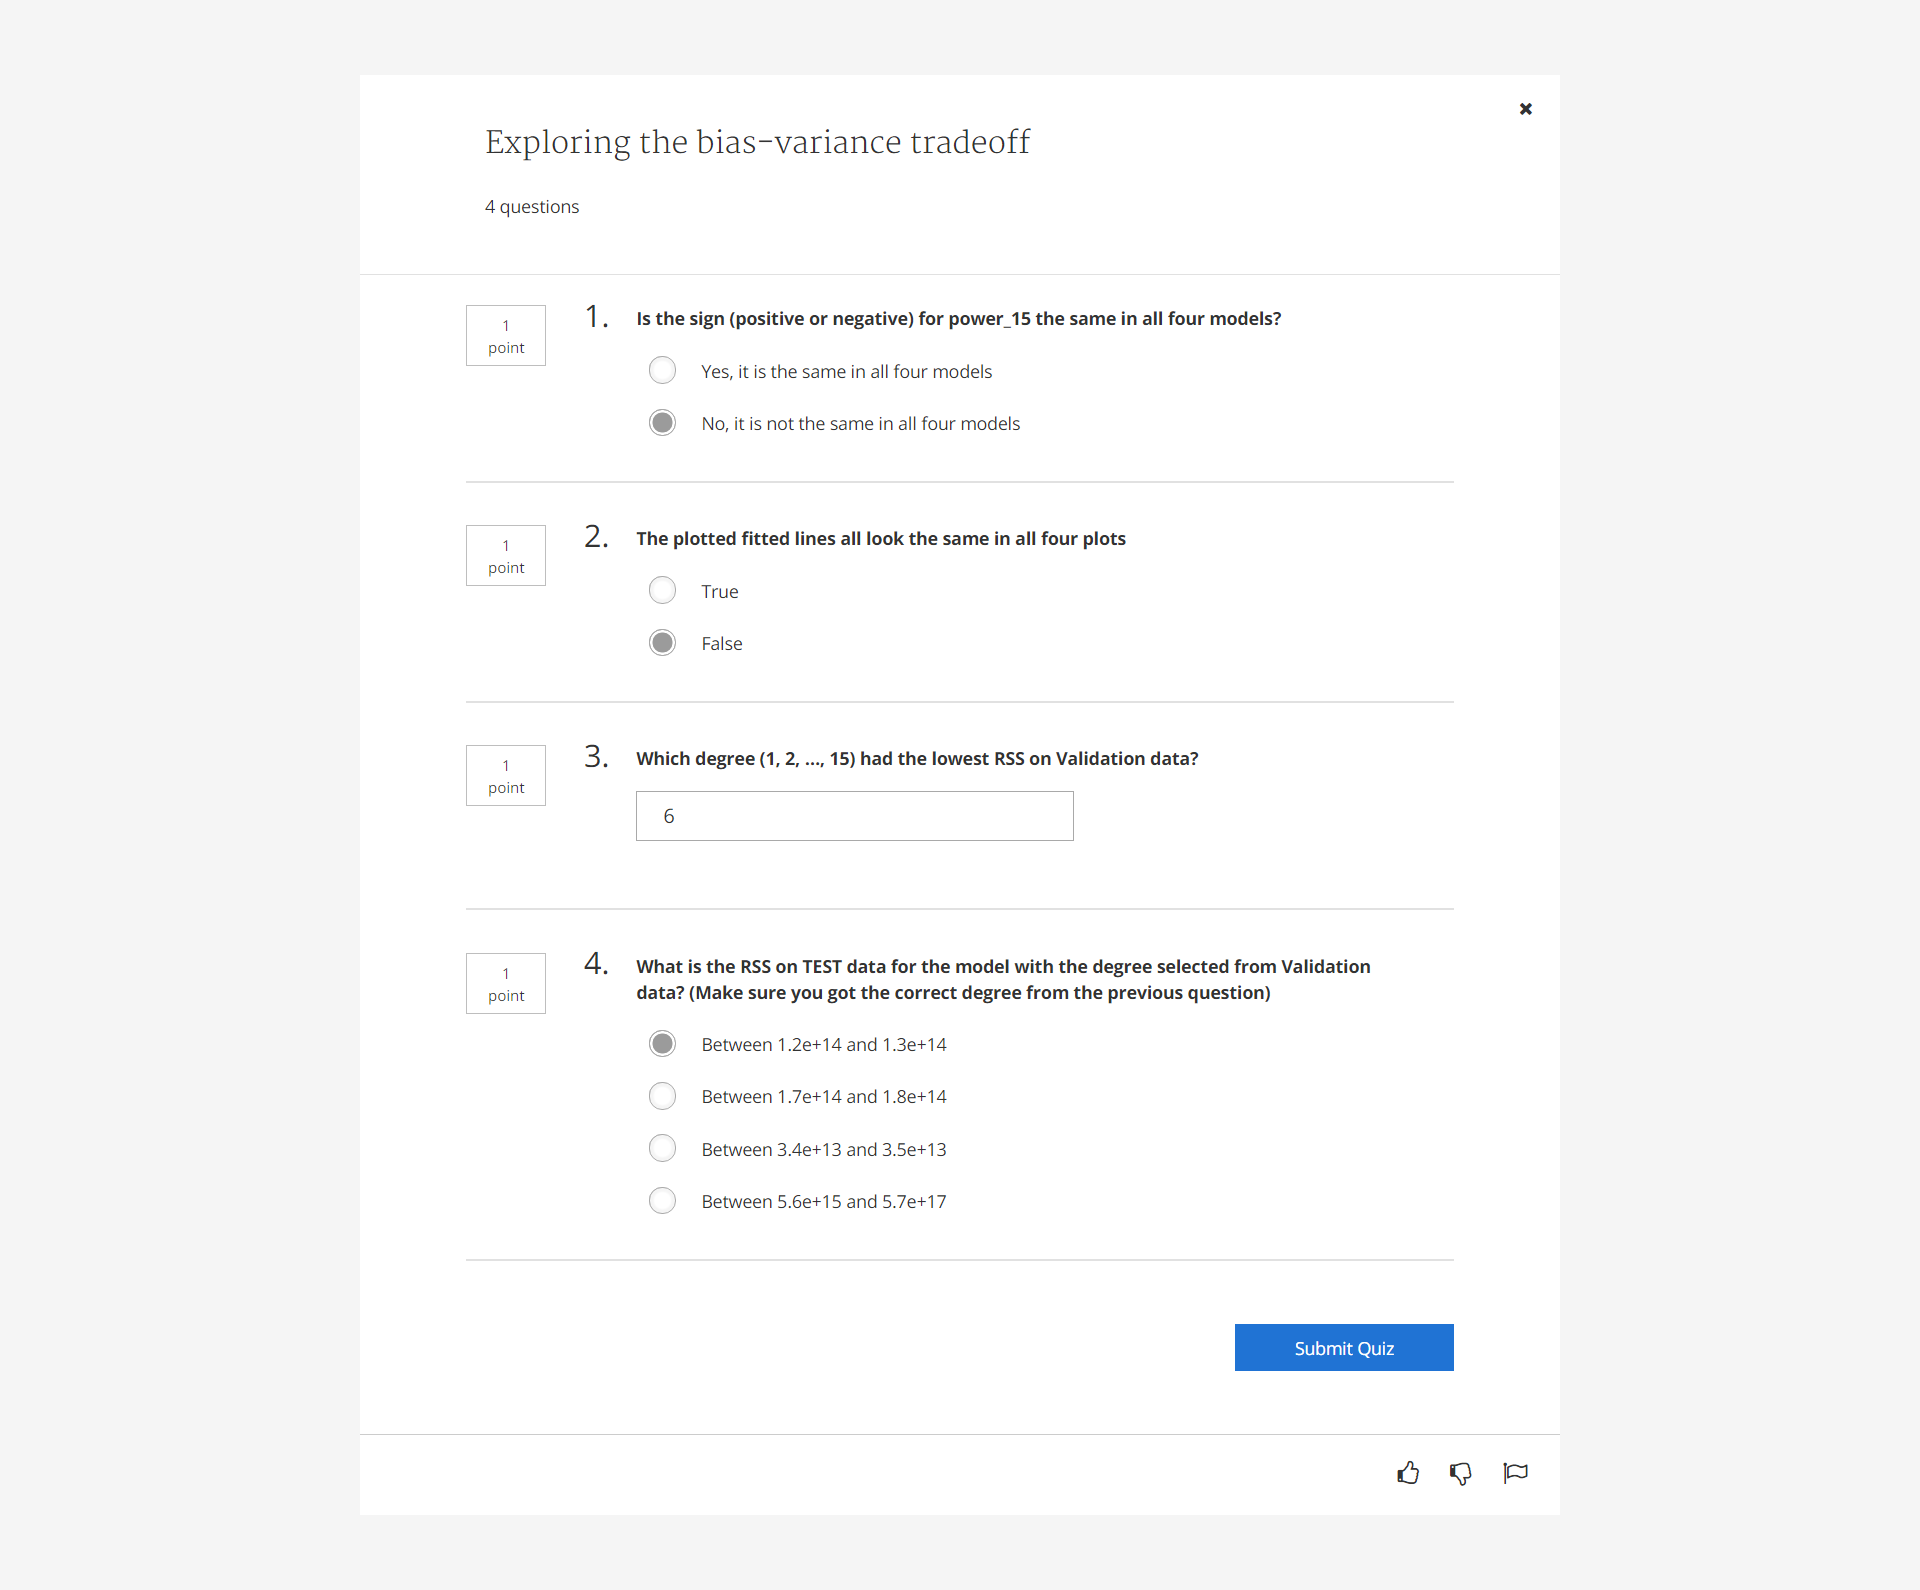 Exploring the bias-variance tradeoff
4 questions
1
point
1.
Is the sign (positive or negative) for power_15 the same in all four models?
Yes, it is the same in all four models
No, it is not the same in all four models
1
point
2.
The plotted fitted lines all look the same in all four plots
True
False
1
point
3.
Which degree (1, 2, ..., 15) had the lowest RSS on Validation data?
6
1
point
4.
What is the RSS on TEST data for the model with the degree selected from Validation
data? (Make sure you got the correct degree from the previous question)
Between 1.2e+14 and 1.3e+14
Between 1.7e+14 and 1.8e+14
Between 3.4e+13 and 3.5e+13
Between 5.6e+15 and 5.7e+17
Submit Quiz